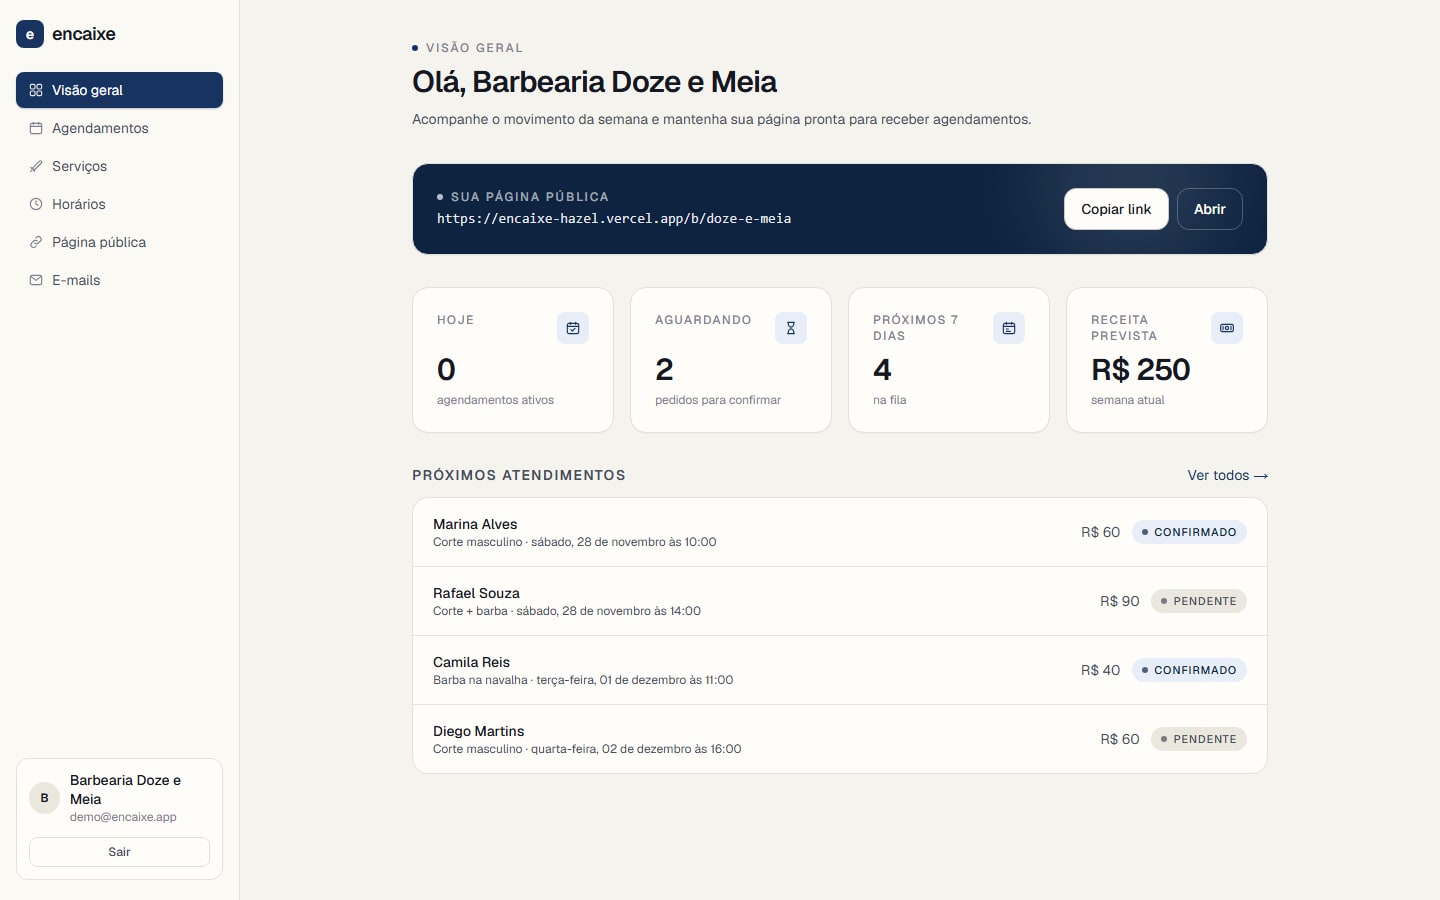 e encaixe
Visão geral
Agendamentos
Serviços
Horários
Página pública
E-mails
Barbearia Doze e
Meia
B
demo@encaixe.app
Sair
VISÃO GERAL
Olá, Barbearia Doze e Meia
Acompanhe o movimento da semana e mantenha sua página pronta para receber agendamentos.
SUA PÁGINA PÚBLICA
https://encaixe-hazel.vercel.app/b/doze-e-meia
Copiar link
Abrir
HOJE
0
agendamentos ativos
AGUARDANDO
2
pedidos para confirmar
PRÓXIMOS 7
DIAS
4
na fila
RECEITA
PREVISTA
R$ 250
semana atual
PRÓXIMOS ATENDIMENTOS
Ver todos →
Marina Alves
Corte masculino · sábado, 28 de novembro às 10:00
R$ 60
CONFIRMADO
Rafael Souza
Corte + barba · sábado, 28 de novembro às 14:00
R$ 90
PENDENTE
Camila Reis
Barba na navalha · terça-feira, 01 de dezembro às 11:00
R$ 40
CONFIRMADO
Diego Martins
Corte masculino · quarta-feira, 02 de dezembro às 16:00
R$ 60
PENDENTE